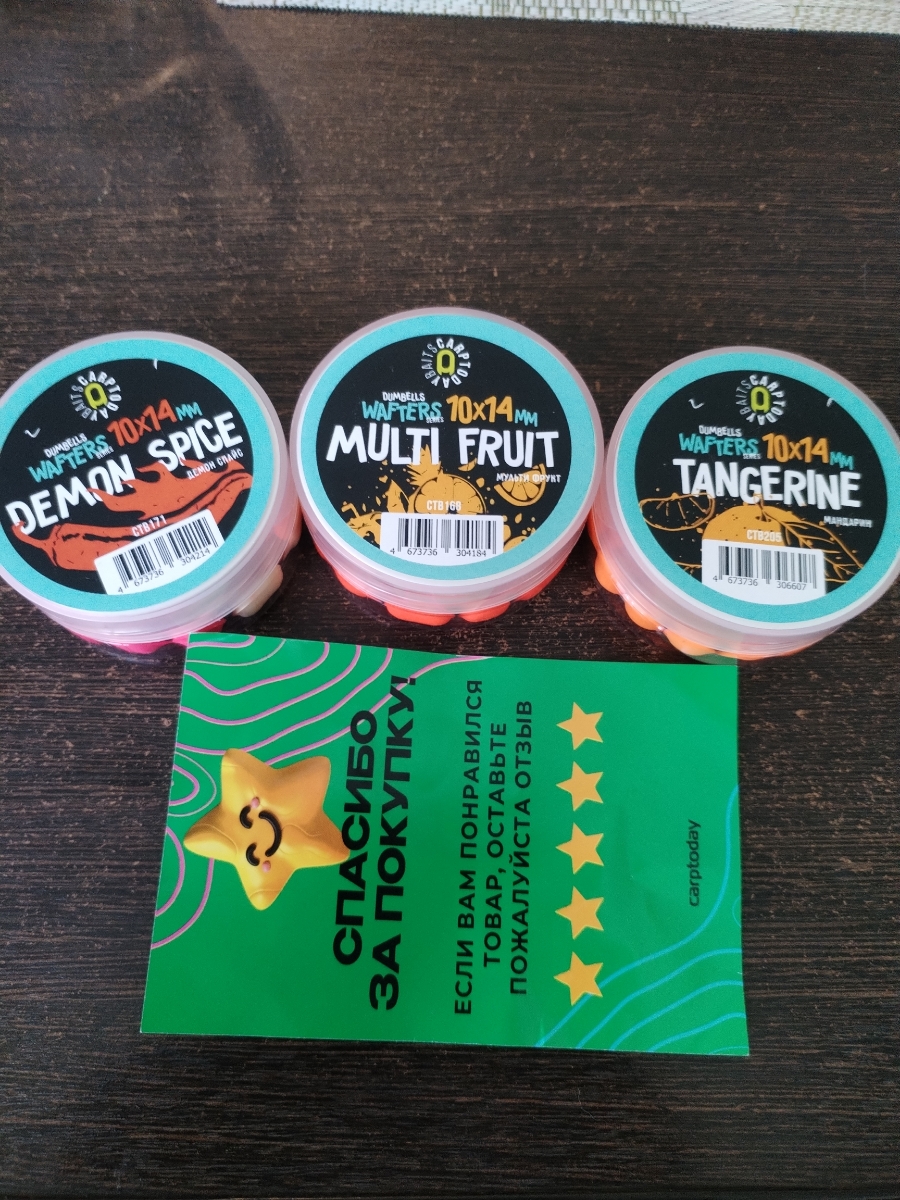 CARPTODAY
BAITS
DUMBELLS
WAFTERS
SERIES
10x14 MM
DEMON SPICE
ДЕМОН СПАЙС
CTB171
4 673736 304214
CARPTODAY
BAITS
DUMBELLS
WAFTERS
SERIES
10x14 MM
MULTI FRUIT
МУЛЬТИ ФРУКТ
CTB160
4 673736 304184
CARPTODAY
BAITS
DUMBELLS
WAFTERS
SERIES
10x14 MM
TANGERINE
МАНДАРИН
CTB205
4 673736 306607
СПАСИБО
ЗА ПОКУПКУ!
ЕСЛИ ВАМ ПОНРАВИЛСЯ
ТОВАР, ОСТАВЬТЕ
ПОЖАЛУЙСТА ОТЗЫВ
carptoday